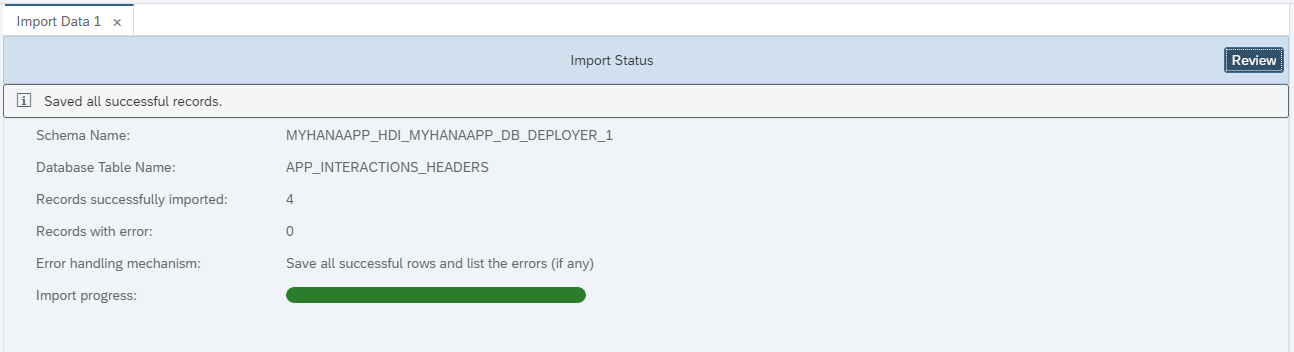 Import Data 1 ×
Import Status Review
Saved all successful records.
Schema Name: MYHANAAPP_HDI_MYHANAAPP_DB_DEPLOYER_1
Database Table Name: APP_INTERACTIONS_HEADERS
Records successfully imported: 4
Records with error: 0
Error handling mechanism: Save all successful rows and list the errors (if any)
Import progress: